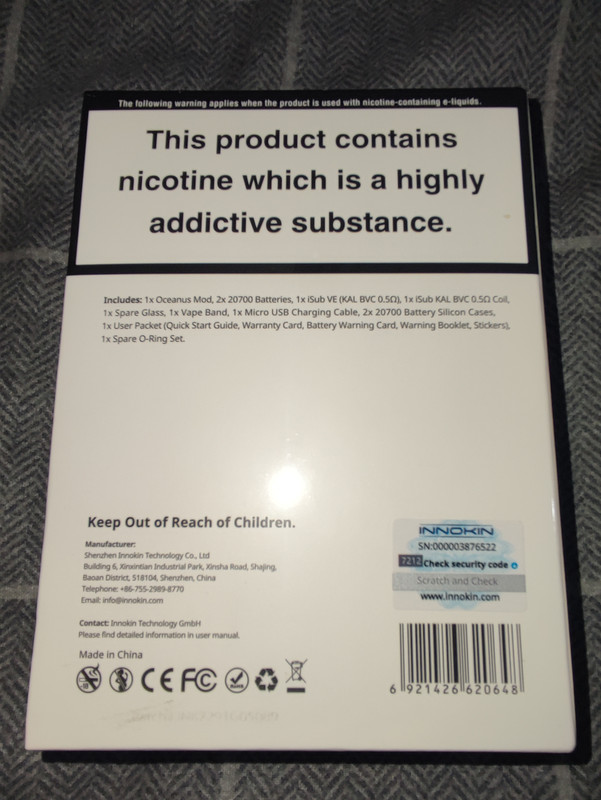 The following warning applies when the product is used with nicotine-containing e-liquids.
This product contains
nicotine which is a highly
addictive substance.
Includes: 1x Oceanus Mod, 2x 20700 Batteries, 1x iSub VE (KAL BVC 0.5Ω), 1x iSub KAL BVC 0.5Ω Coil,
1x Spare Glass, 1x Vape Band, 1x Micro USB Charging Cable, 2x 20700 Battery Silicon Cases,
1x User Packet (Quick Start Guide, Warranty Card, Battery Warning Card, Warning Booklet, Stickers),
1x Spare O-Ring Set.
Keep Out of Reach of Children.
Manufacturer:
Shenzhen Innokin Technology Co., Ltd
Building 6, Xinxintian Industrial Park, Xinsha Road, Shajing,
Baoan District, 518104, Shenzhen, China
Telephone: +86-755-2989-8770
Email: info@innokin.com
Contact: Innokin Technology GmbH
Please find detailed information in user manual.
Made in China
CE FC
INNOKIN
SN:000003876522
7212 Check security code
Scratch and Check
www.innokin.com
6 921426 620648